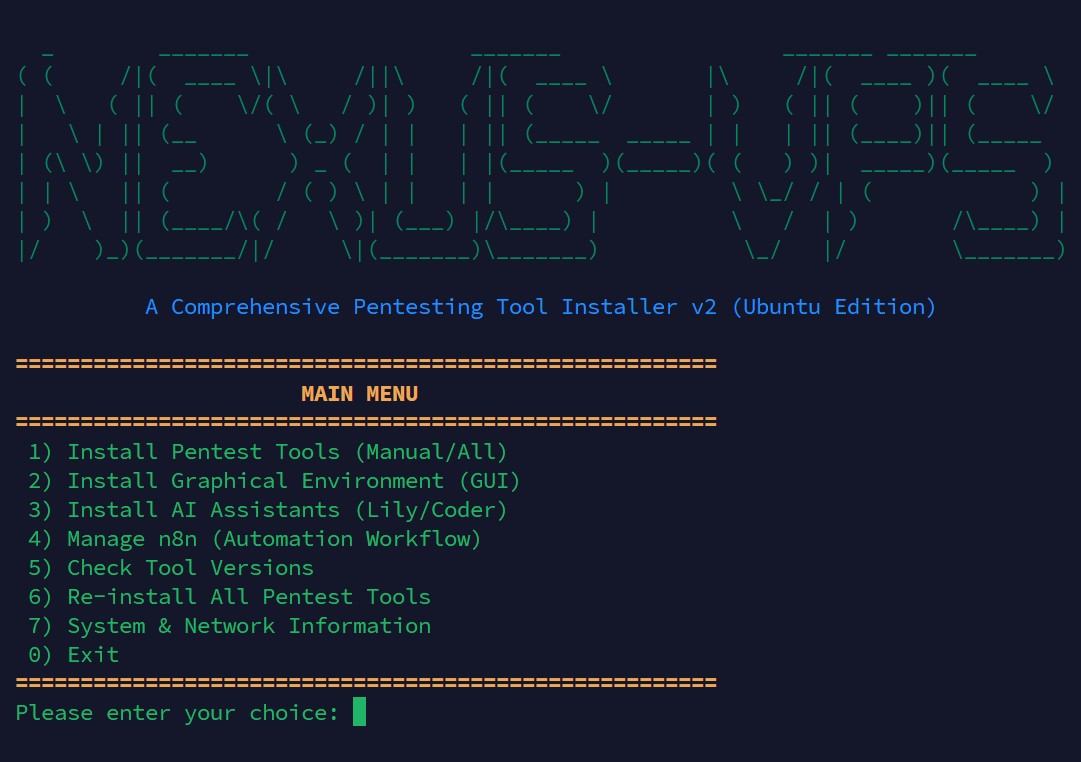 NEXUS-VPS
A Comprehensive Pentesting Tool Installer v2 (Ubuntu Edition)
======================================================
MAIN MENU
======================================================
1) Install Pentest Tools (Manual/All)
2) Install Graphical Environment (GUI)
3) Install AI Assistants (Lily/Coder)
4) Manage n8n (Automation Workflow)
5) Check Tool Versions
6) Re-install All Pentest Tools
7) System & Network Information
0) Exit
======================================================
Please enter your choice: